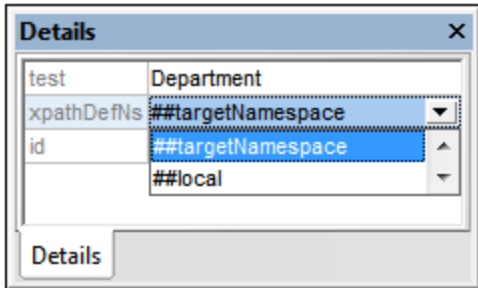 Details
test Department
xpathDefNs ##targetNamespace
id ##targetNamespace
##local
Details